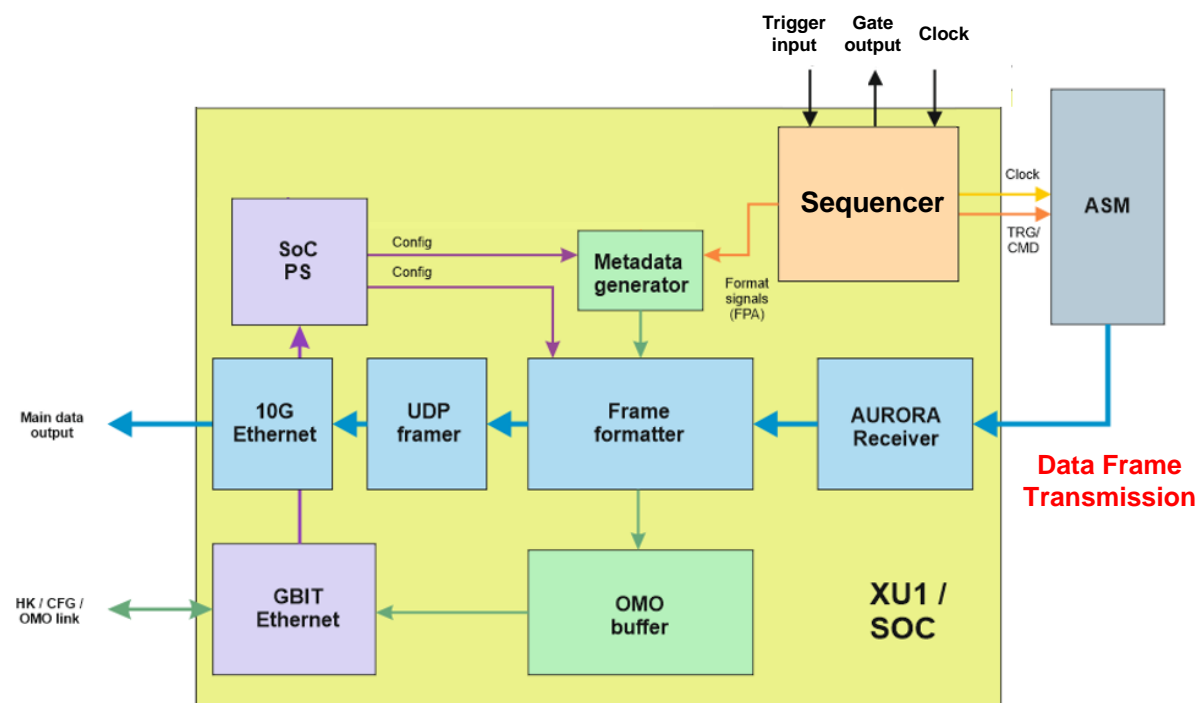 Trigger
input
Gate
output
Clock
Sequencer
Clock
TRG/
CMD
ASM
SoC
PS
Config
Config
Metadata
generator
Format
signals
(FPA)
Main data
output
10G
Ethernet
UDP
framer
Frame
formatter
AURORA
Receiver
Data Frame
Transmission
HK / CFG /
OMO link
GBIT
Ethernet
OMO
buffer
XU1 /
SOC